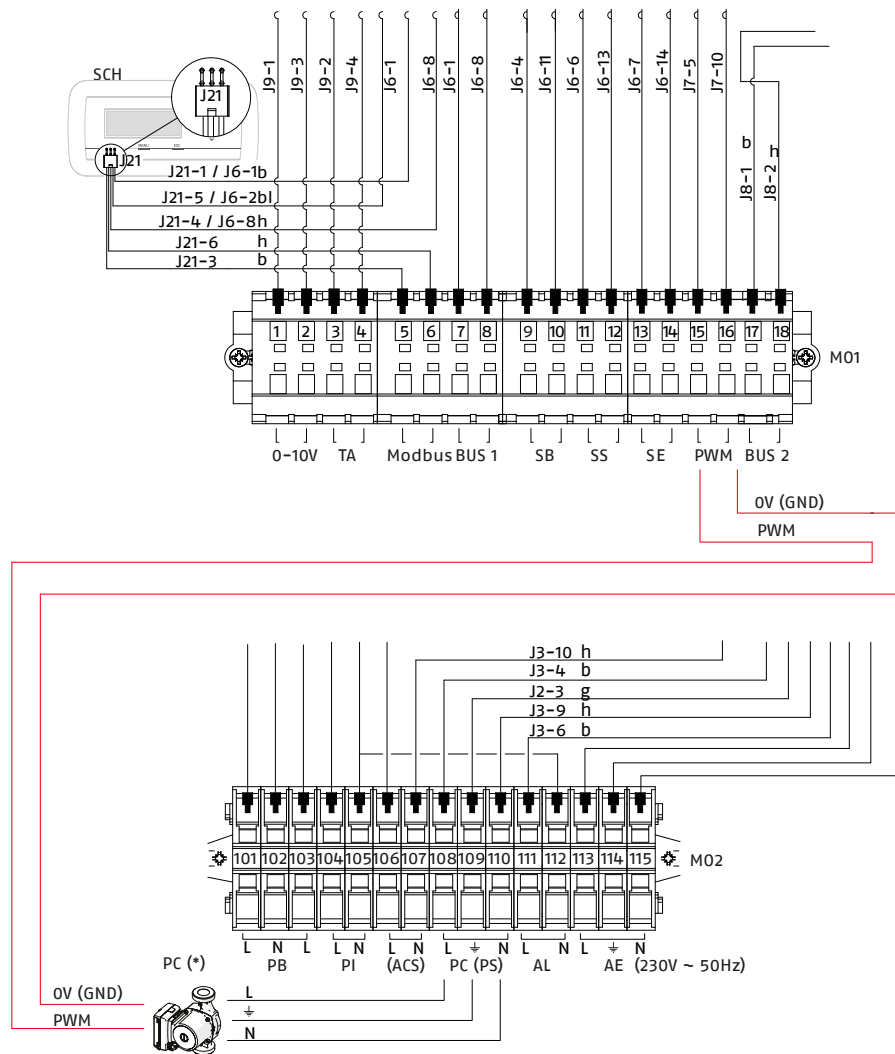 J9-1
J9-3
J9-2
J9-4
J6-1
J6-8
J6-1
J6-8
J6-4
J6-11
J6-6
J6-13
J6-7
J6-14
J7-5
J7-10
J8-1 b
J8-2 h
SCH
J21
MENU ESC
J21
J21-1 / J6-1b
J21-5 / J6-2bl
J21-4 / J6-8h
J21-6 h
J21-3 b
1 2 3 4 5 6 7 8 9 10 11 12 13 14 15 16 17 18
M01
0-10V TA Modbus BUS 1 SB SS SE PWM BUS 2
0V (GND)
PWM
J3-10 h
J3-4 b
J2-3 g
J3-9 h
J3-6 b
101 102 103 104 105 106 107 108 109 110 111 112 113 114 115
M02
L N L L N L N L N L N L N
PC (*) PB PI (ACS) PC (PS) AL AE (230V ~ 50Hz)
0V (GND)
L
PWM
N